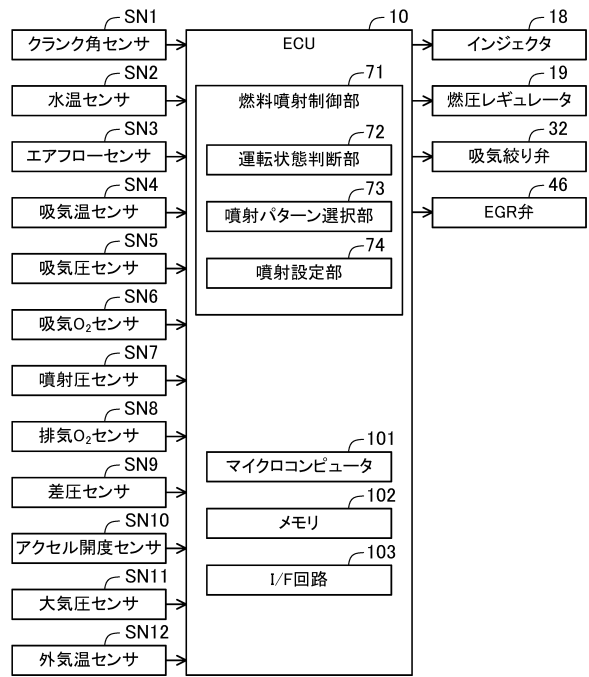 SN1
クランク角センサ
SN2
水温センサ
SN3
エアフローセンサ
SN4
吸気温センサ
SN5
吸気圧センサ
SN6
吸気O₂センサ
SN7
噴射圧センサ
SN8
排気O₂センサ
SN9
差圧センサ
SN10
アクセル開度センサ
SN11
大気圧センサ
SN12
外気温センサ
10
ECU
71
燃料噴射制御部
72
運転状態判断部
73
噴射パターン選択部
74
噴射設定部
101
マイクロコンピュータ
102
メモリ
103
I/F回路
18
インジェクタ
19
燃圧レギュレータ
32
吸気絞り弁
46
EGR弁